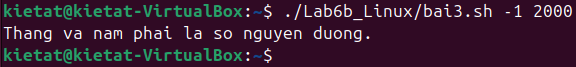 kietat@kietat-VirtualBox:~$ ./Lab6b_Linux/bai3.sh -1 2000
Thang va nam phai la so nguyen duong.
kietat@kietat-VirtualBox:~$